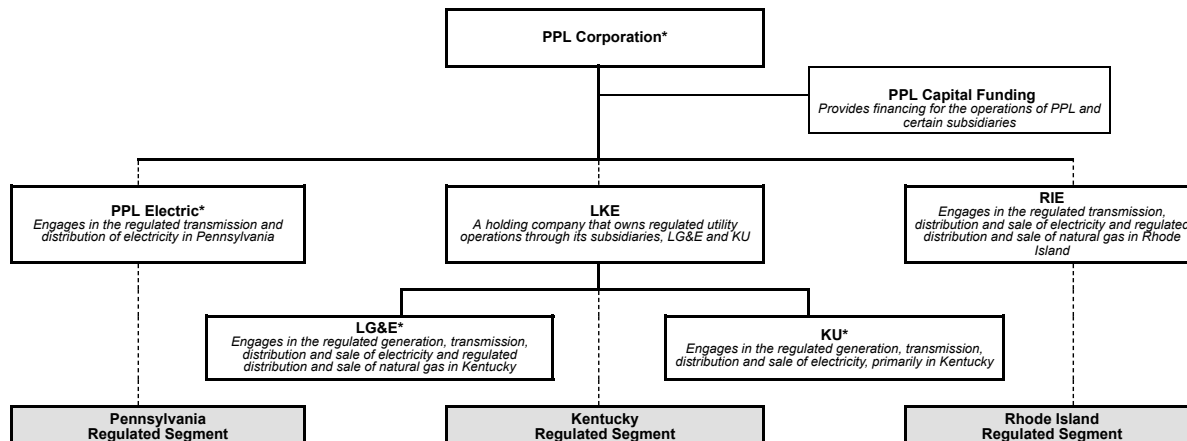 PPL Corporation*
PPL Capital Funding
Provides financing for the operations of PPL and
certain subsidiaries
PPL Electric*
Engages in the regulated transmission and
distribution of electricity in Pennsylvania
LKE
A holding company that owns regulated utility
operations through its subsidiaries, LG&E and KU
RIE
Engages in the regulated transmission,
distribution and sale of electricity and regulated
distribution and sale of natural gas in Rhode
Island
LG&E*
Engages in the regulated generation, transmission,
distribution and sale of electricity and regulated
distribution and sale of natural gas in Kentucky
KU*
Engages in the regulated generation, transmission,
distribution and sale of electricity, primarily in Kentucky
Pennsylvania
Regulated Segment
Kentucky
Regulated Segment
Rhode Island
Regulated Segment